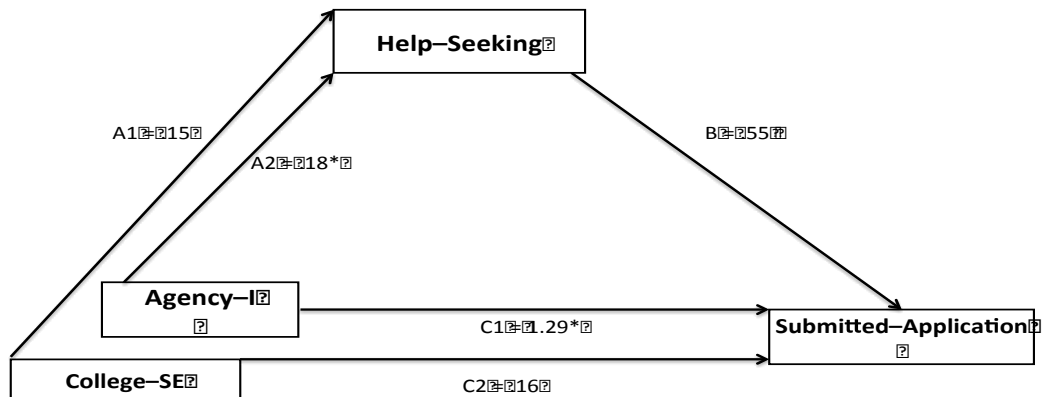 Help–Seeking⍰
A1⍰=⍰.15⍰
B⍰=⍰.55⍰⍰
A2⍰=⍰.18*⍰
Agency–I⍰
⍰
C1⍰=⍰1.29*⍰
Submitted–Application⍰
⍰
College–SE⍰
C2⍰=⍰.16⍰